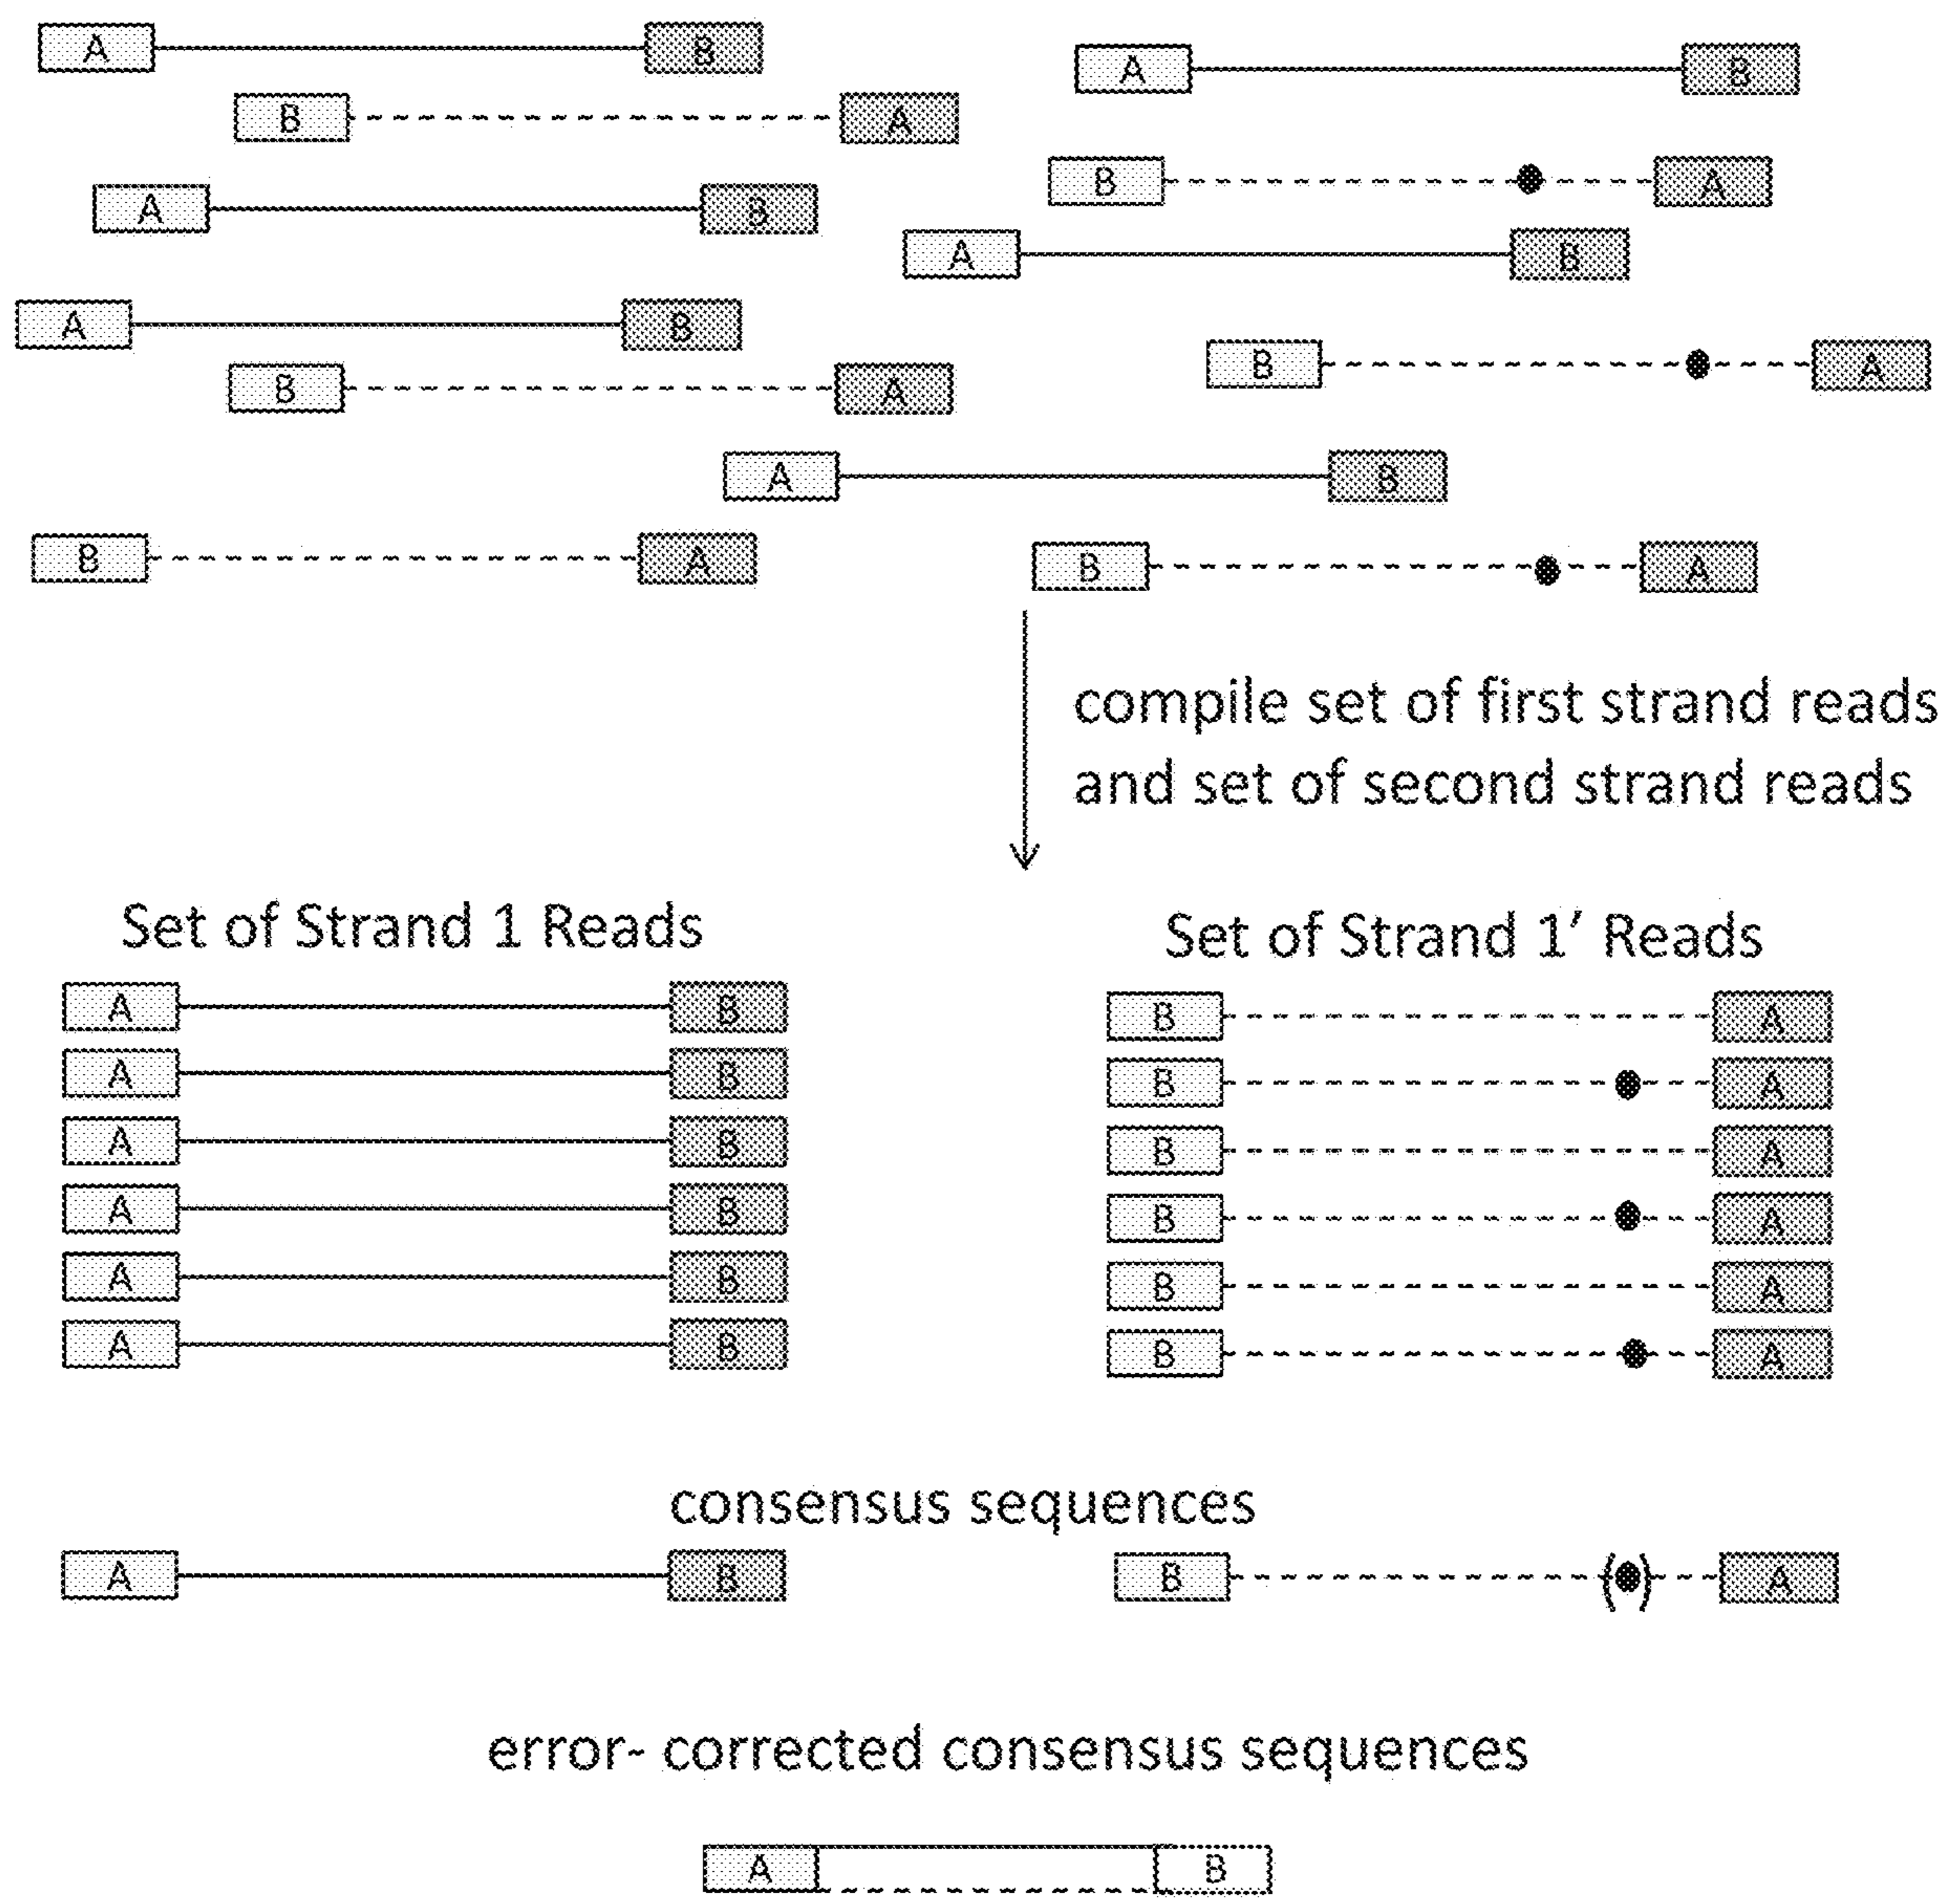 A B
A B
B A
B A
A B
A B
A B
B A
B A
A B
B A
B A
compile set of first strand reads
and set of second strand reads
Set of Strand 1 Reads
Set of Strand 1′ Reads
A B B A
A B B A
A B B A
A B B A
A B B A
A B B A
consensus sequences
A B B (●) A
error- corrected consensus sequences
A B